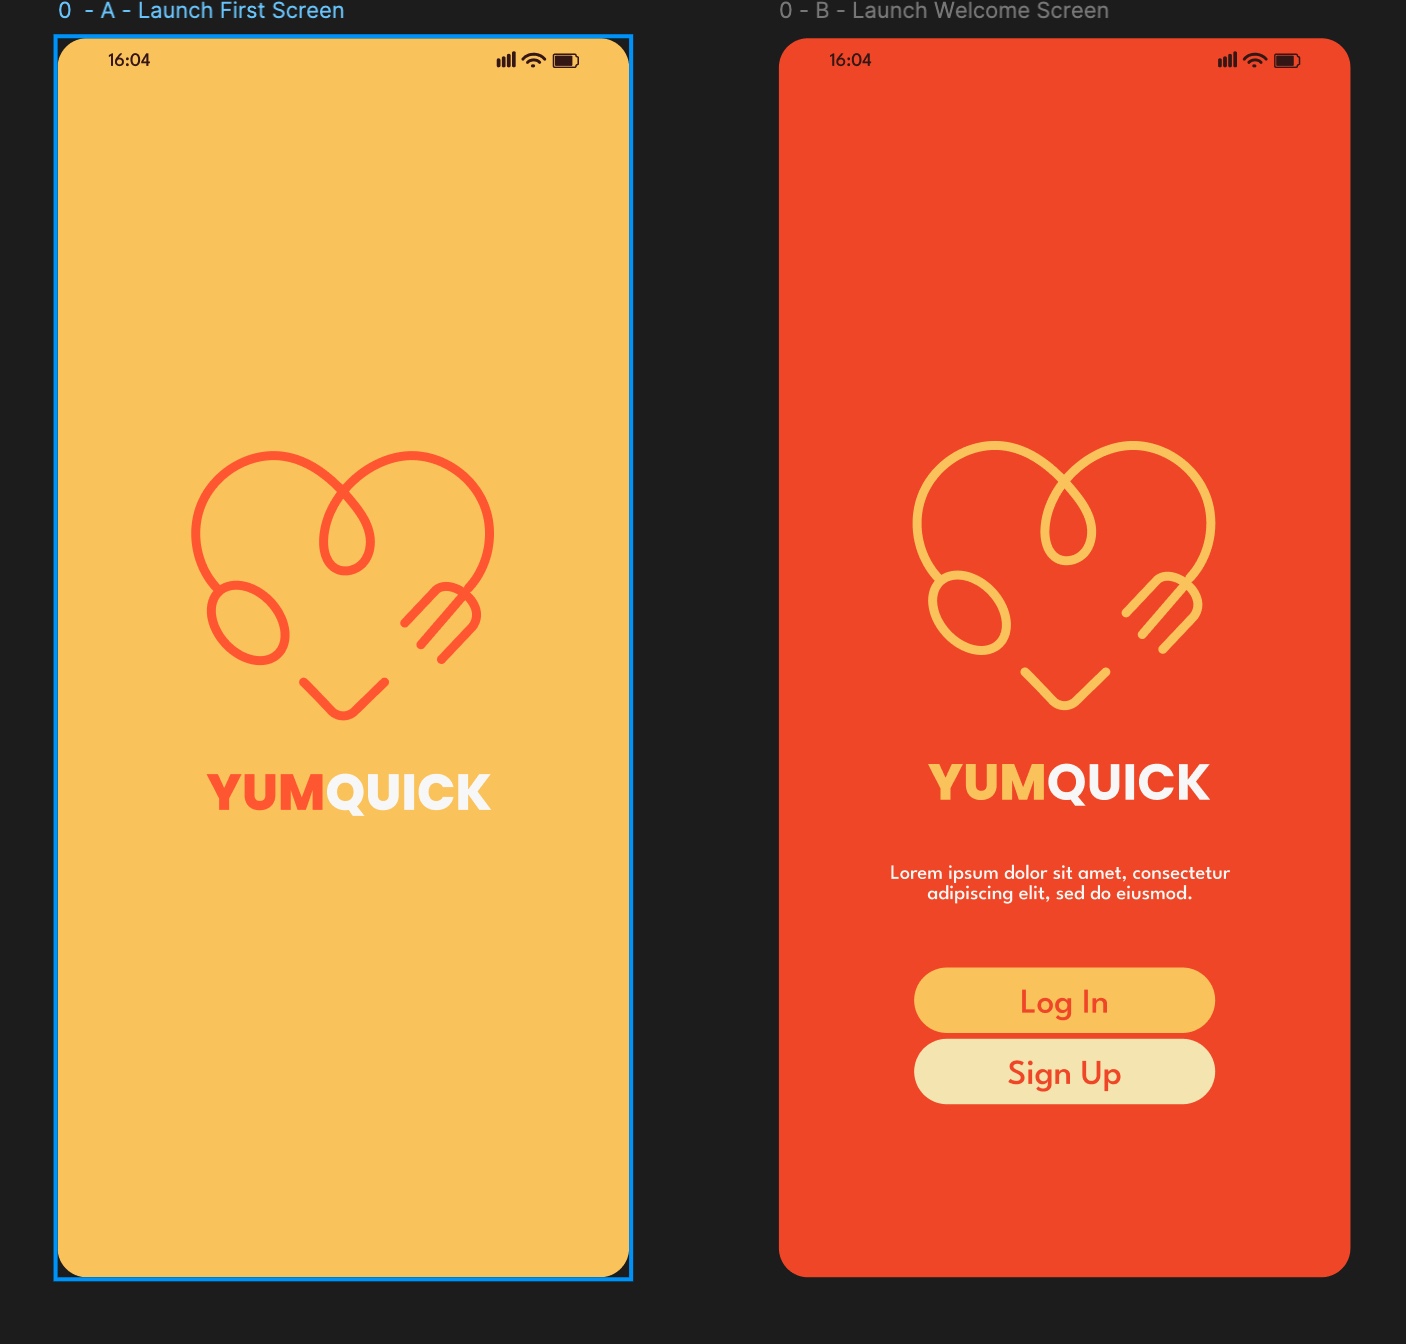 0 - A - Launch First Screen
16:04
YUMQUICK
0 - B - Launch Welcome Screen
16:04
YUMQUICK
Lorem ipsum dolor sit amet, consectetur
adipiscing elit, sed do eiusmod.
Log In
Sign Up